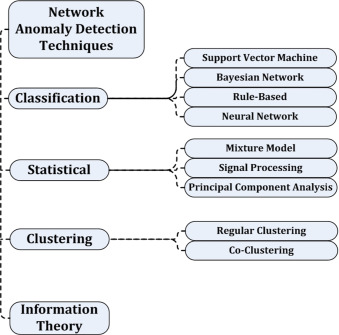 Network
Anomaly Detection
Techniques
Classification
Support Vector Machine
Bayesian Network
Rule-Based
Neural Network
Statistical
Mixture Model
Signal Processing
Principal Component Analysis
Clustering
Regular Clustering
Co-Clustering
Information
Theory